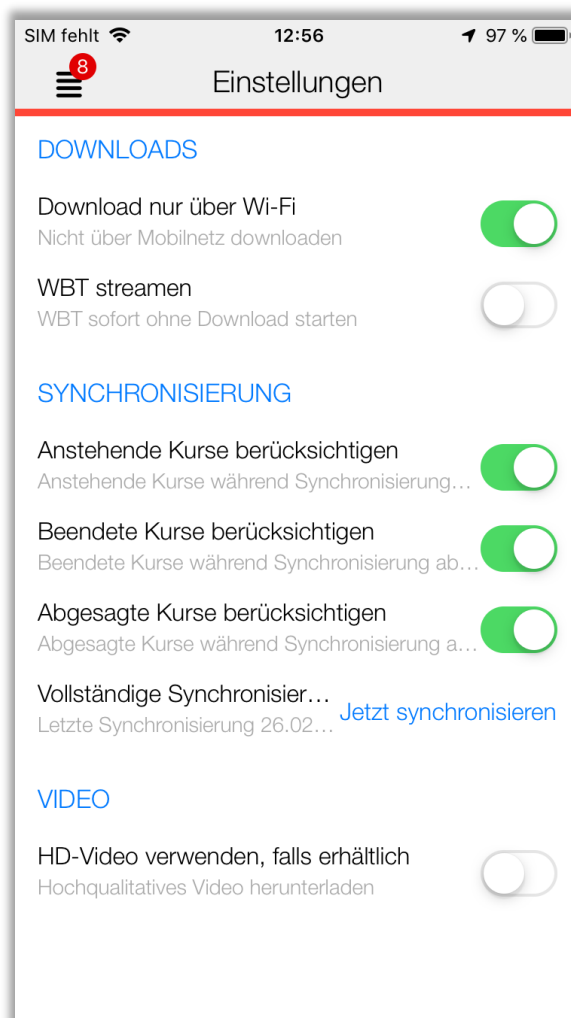 SIM fehlt 12:56 97 %
8
Einstellungen
DOWNLOADS
Download nur über Wi-Fi
Nicht über Mobilnetz downloaden
WBT streamen
WBT sofort ohne Download starten
SYNCHRONISIERUNG
Anstehende Kurse berücksichtigen
Anstehende Kurse während Synchronisierung…
Beendete Kurse berücksichtigen
Beendete Kurse während Synchronisierung ab…
Abgesagte Kurse berücksichtigen
Abgesagte Kurse während Synchronisierung a…
Vollständige Synchronisier…
Letzte Synchronisierung 26.02…
Jetzt synchronisieren
VIDEO
HD-Video verwenden, falls erhältlich
Hochqualitatives Video herunterladen